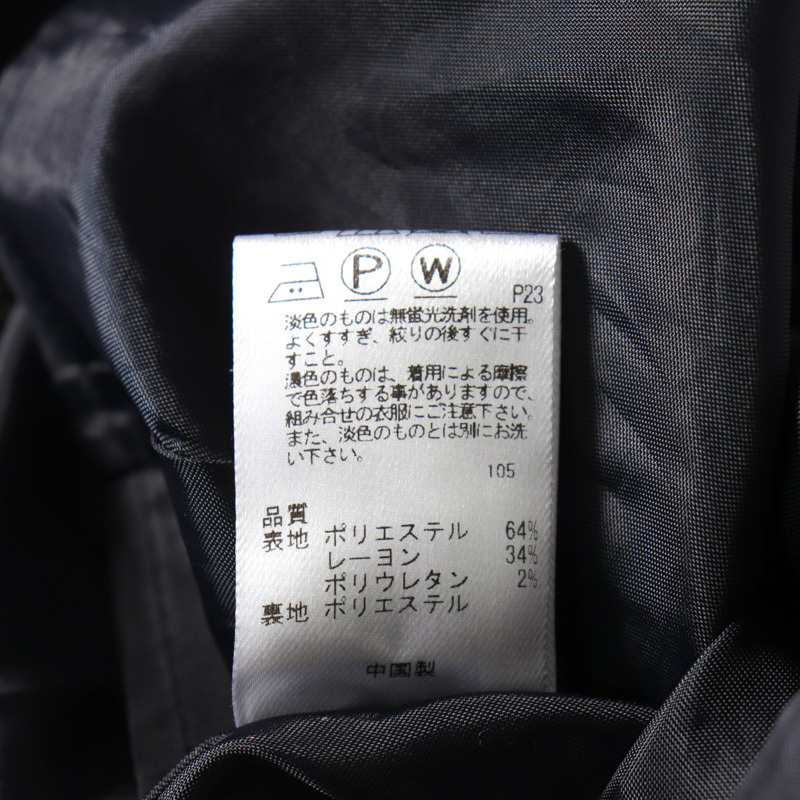 P W
P23
淡色のものは無蛍光洗剤を使用。
よくすすぎ、絞りの後すぐに干
すこと。
濃色のものは、着用による摩擦
で色落ちする事がありますので、
組み合せの衣服にご注意下さい。
また、淡色のものとは別にお洗
い下さい。
105
品質
表地 ポリエステル 64%
レーヨン 34%
ポリウレタン 2%
裏地 ポリエステル
中国製